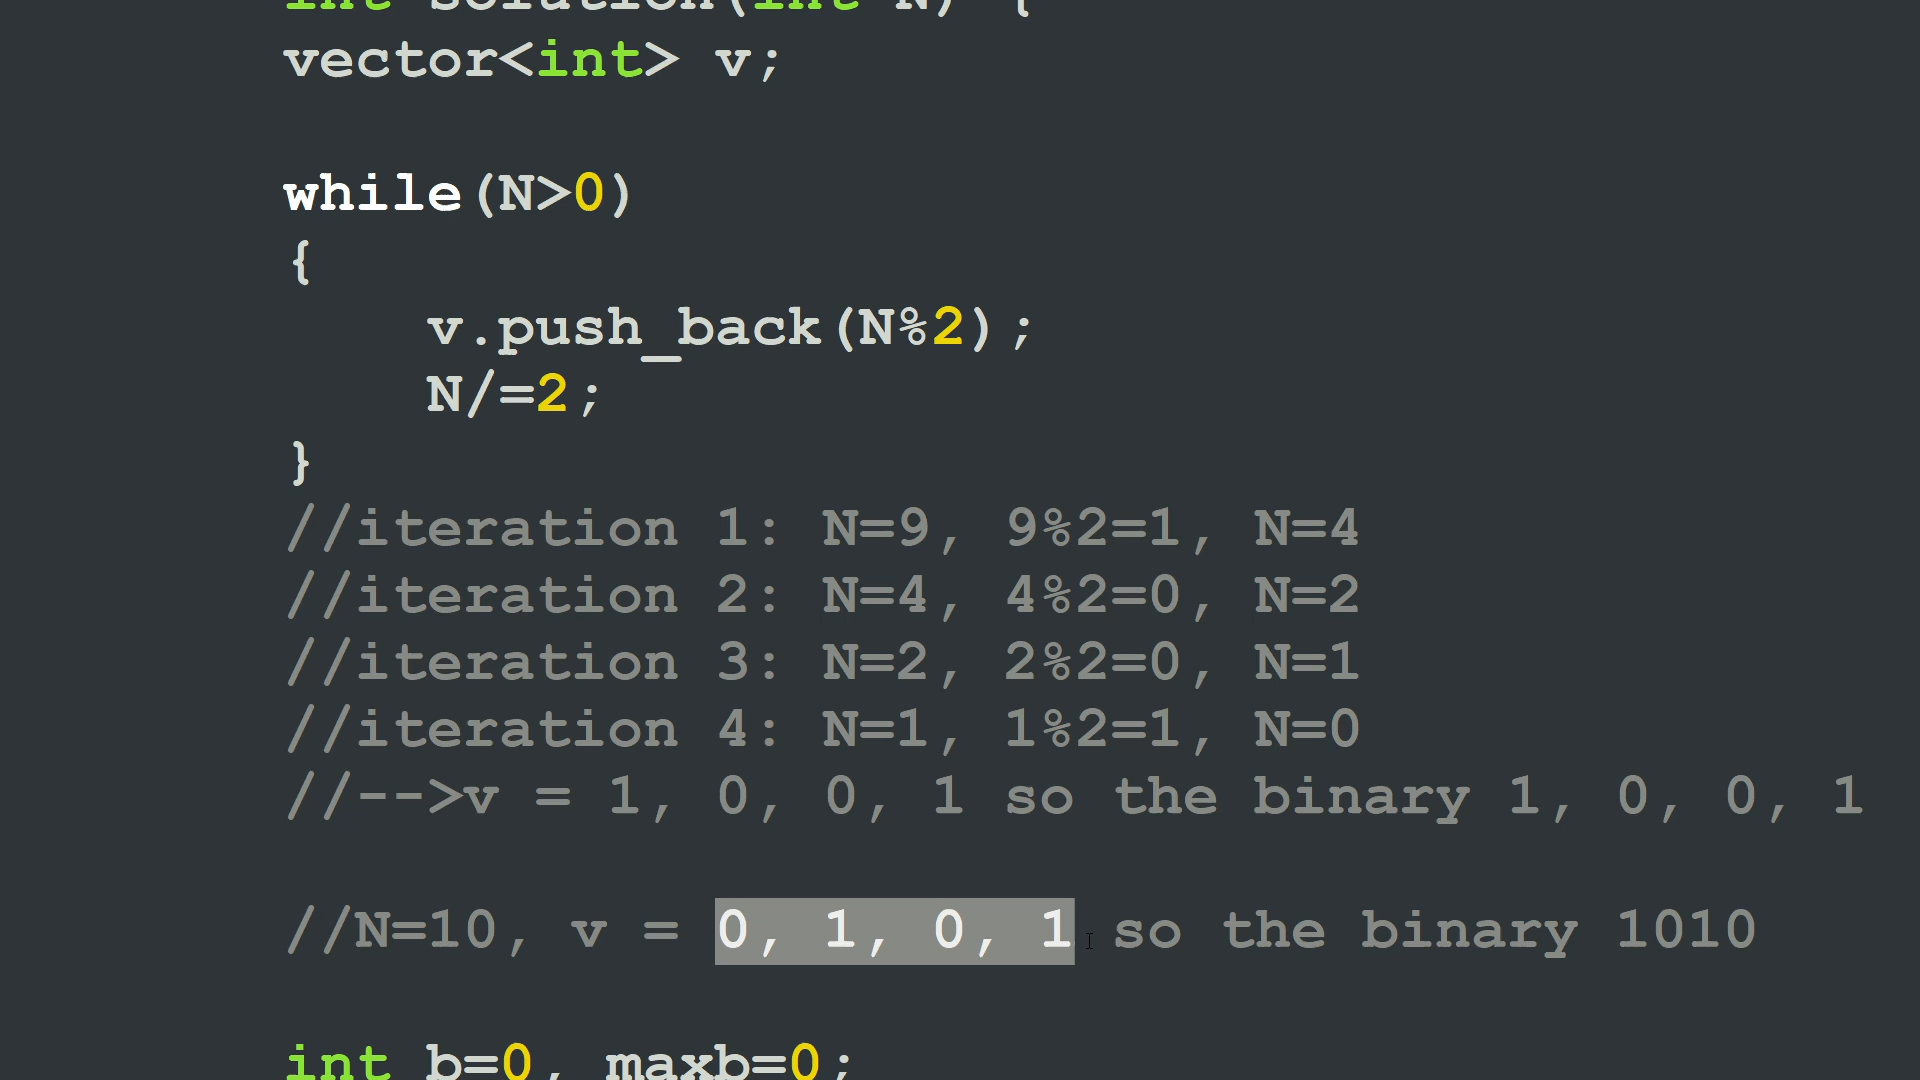 int solution(int N) {
vector<int> v;
while(N>0)
{
v.push_back(N%2);
N/=2;
}
//iteration 1: N=9, 9%2=1, N=4
//iteration 2: N=4, 4%2=0, N=2
//iteration 3: N=2, 2%2=0, N=1
//iteration 4: N=1, 1%2=1, N=0
//-->v = 1, 0, 0, 1 so the binary 1, 0, 0, 1
//N=10, v = 0, 1, 0, 1 so the binary 1010
int b=0, maxb=0;